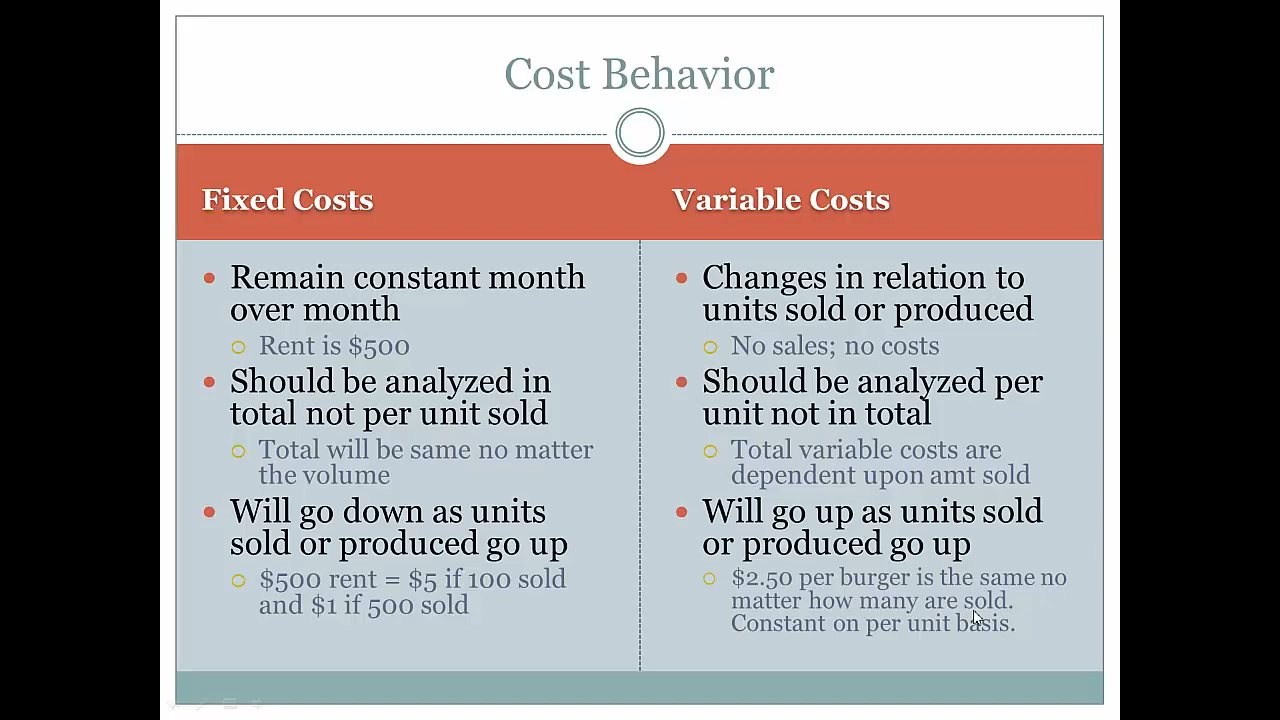 Cost Behavior
Fixed Costs
Remain constant month
over month
Rent is $500
Should be analyzed in
total not per unit sold
Total will be same no matter
the volume
Will go down as units
sold or produced go up
$500 rent = $5 if 100 sold
and $1 if 500 sold
Variable Costs
Changes in relation to
units sold or produced
No sales; no costs
Should be analyzed per
unit not in total
Total variable costs are
dependent upon amt sold
Will go up as units sold
or produced go up
$2.50 per burger is the same no
matter how many are sold.
Constant on per unit basis.